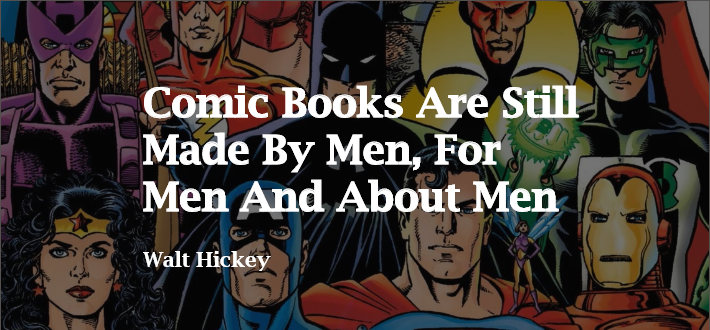 Comic Books Are Still
Made By Men, For
Men And About Men
Walt Hickey